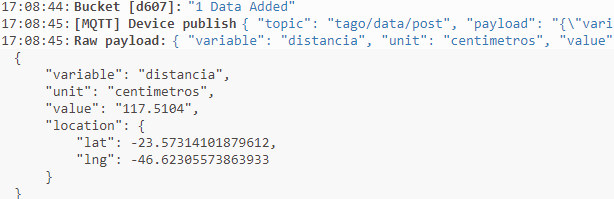 17:08:44: Bucket [d607]: "1 Data Added"
17:08:45: [MQTT] Device publish { "topic": "tago/data/post", "payload": "{\"vari
17:08:45: Raw payload: { "variable": "distancia", "unit": "centimetros", "value"
{
"variable": "distancia",
"unit": "centimetros",
"value": "117.5104",
"location": {
"lat": -23.57314101879612,
"lng": -46.62305573863933
}
}